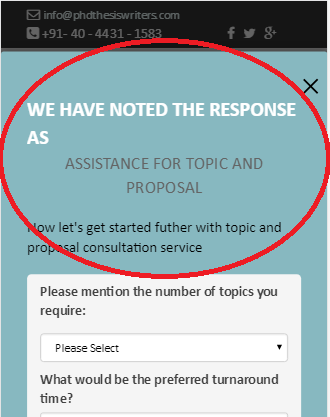 info@phdthesiswriters.com
+91- 40 - 4431 - 1583
WE HAVE NOTED THE RESPONSE
AS
ASSISTANCE FOR TOPIC AND
PROPOSAL
Now let's get started futher with topic and
proposal consultation service
Please mention the number of topics you
require:
Please Select
What would be the preferred turnaround
time?